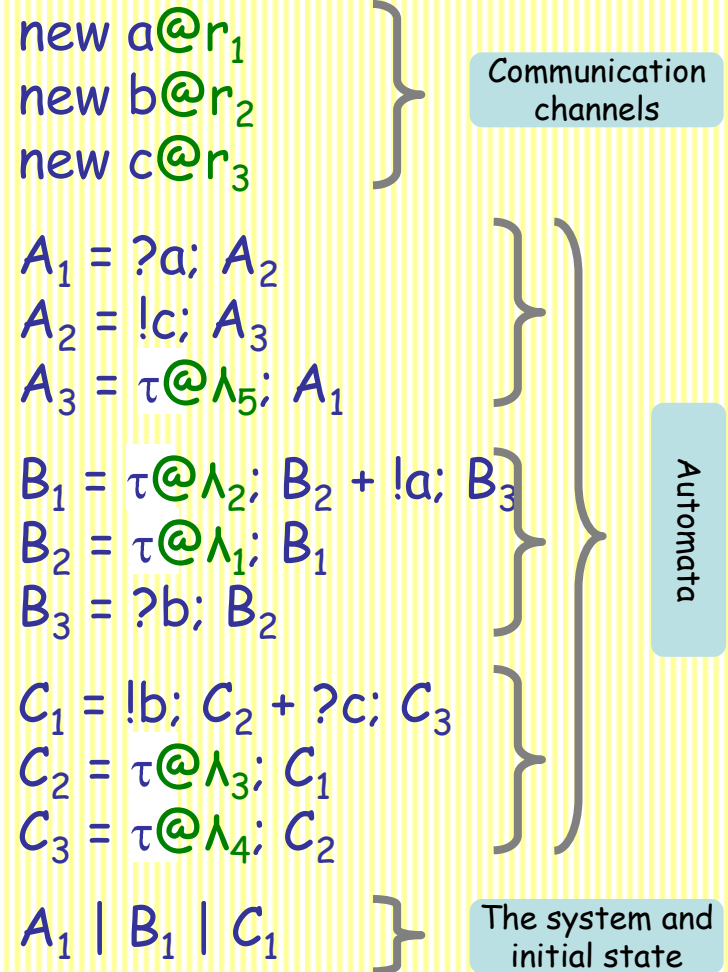 new a@r₁
new b@r₂
new c@r₃
Communication
channels
A₁ = ?a; A₂
A₂ = !c; A₃
A₃ = τ@λ₅; A₁
B₁ = τ@λ₂; B₂ + !a; B₃
B₂ = τ@λ₁; B₁
B₃ = ?b; B₂
C₁ = !b; C₂ + ?c; C₃
C₂ = τ@λ₃; C₁
C₃ = τ@λ₄; C₂
Automata
A₁ | B₁ | C₁
The system and
initial state